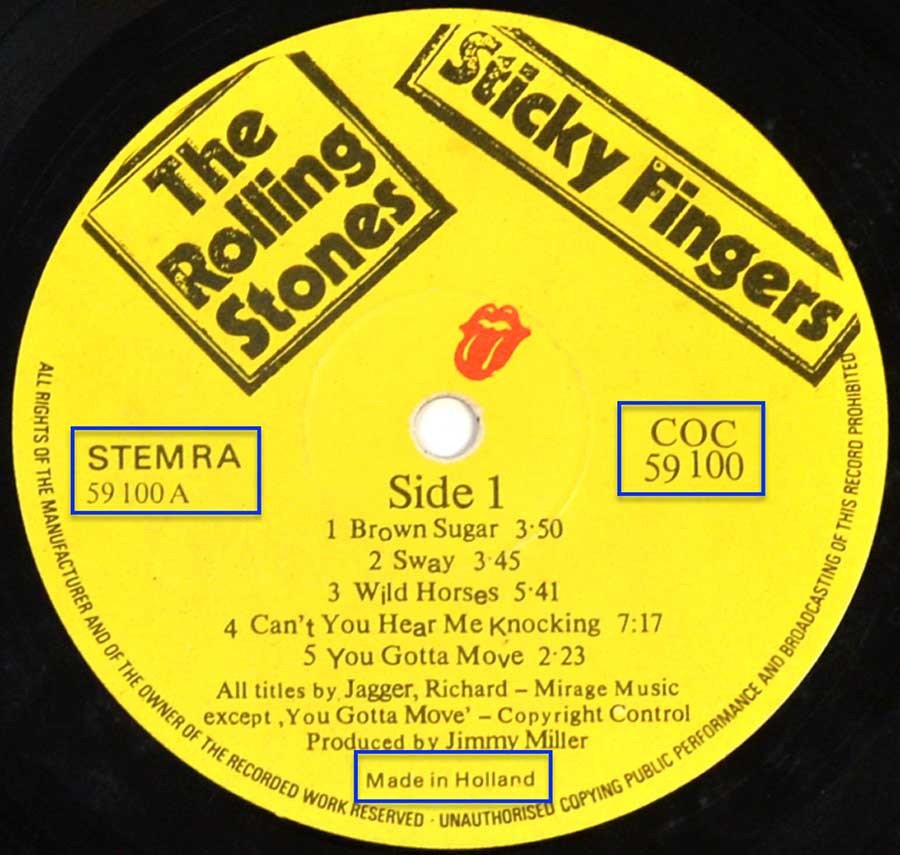 The
Rolling
Stones
Sticky Fingers
STEMRA
59 100 A
COC
59 100
Side 1
1 Brown Sugar 3·50
2 Sway 3·45
3 Wild Horses 5·41
4 Can't You Hear Me Knocking 7:17
5 You Gotta Move 2·23
All titles by Jagger, Richard – Mirage Music
except ‚You Gotta Move' – Copyright Control
Produced by Jimmy Miller
Made in Holland
ALL RIGHTS OF THE MANUFACTURER AND OF THE OWNER OF THE RECORDED WORK RESERVED · UNAUTHORISED COPYING PUBLIC PERFORMANCE AND BROADCASTING OF THIS RECORD PROHIBITED